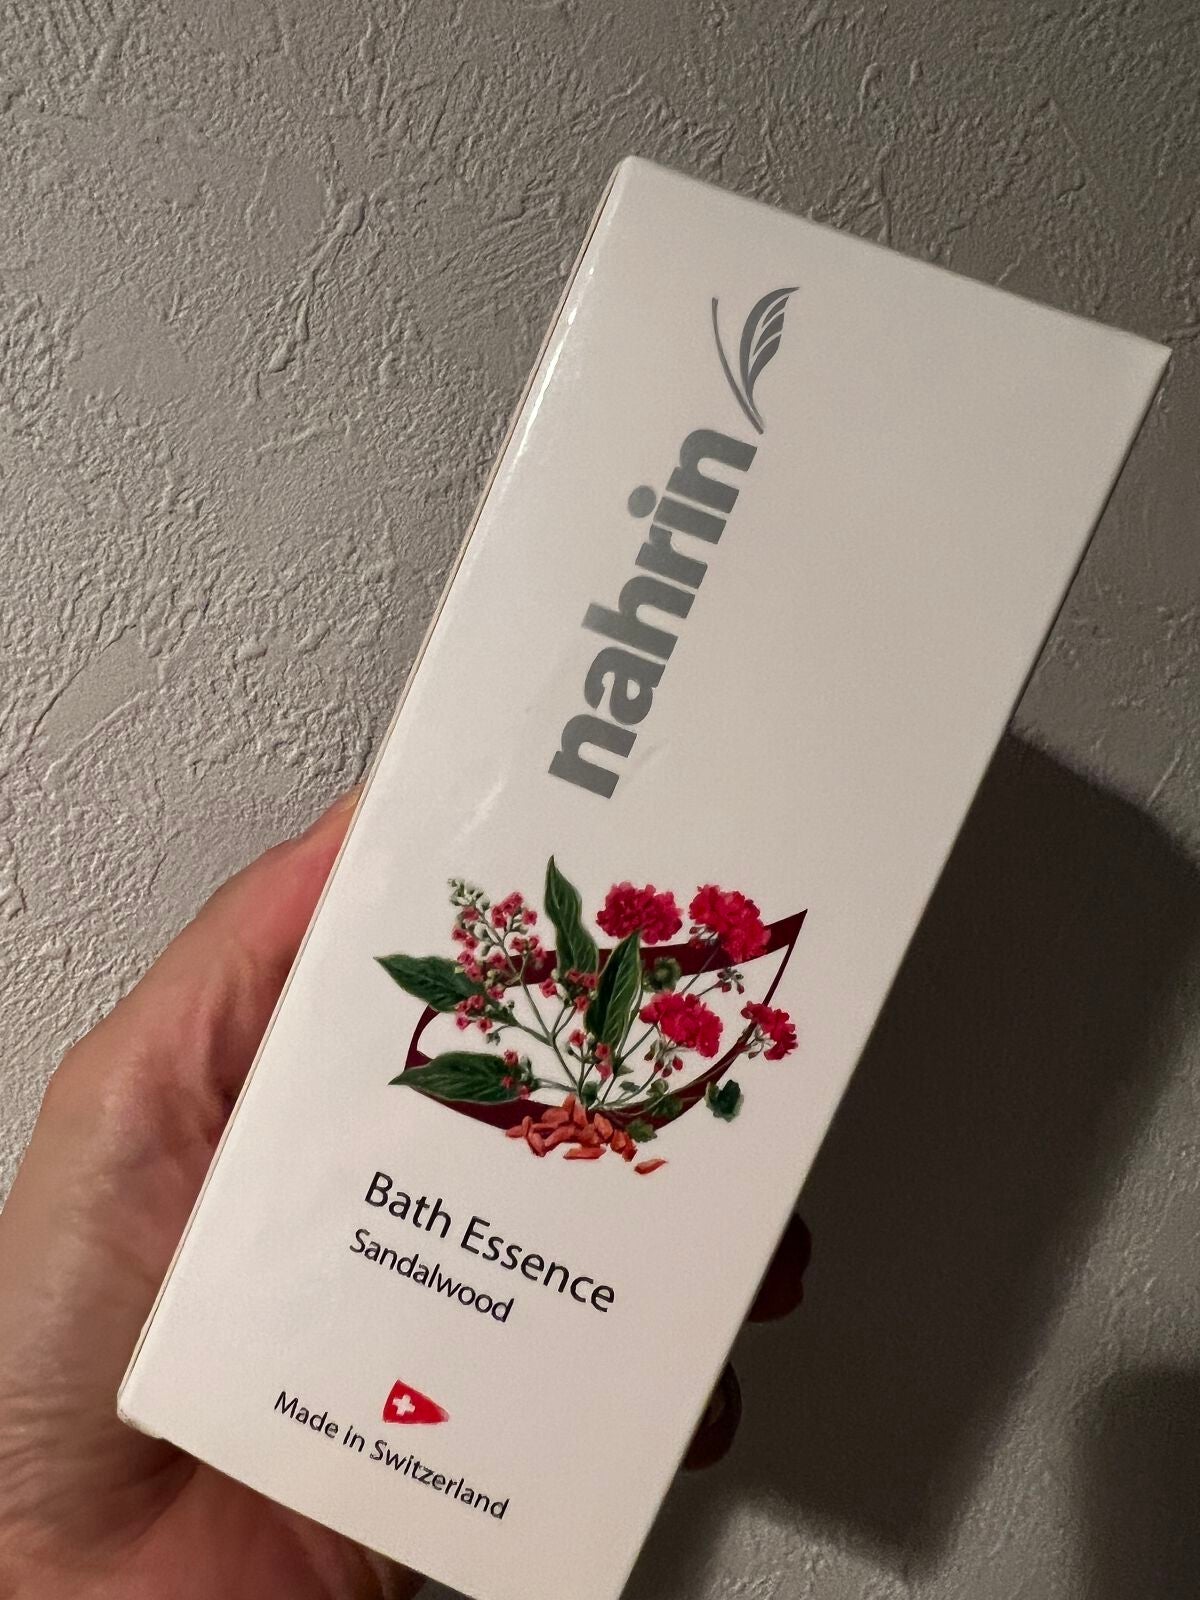 nahrin
Bath Essence
Sandalwood
Made in Switzerland